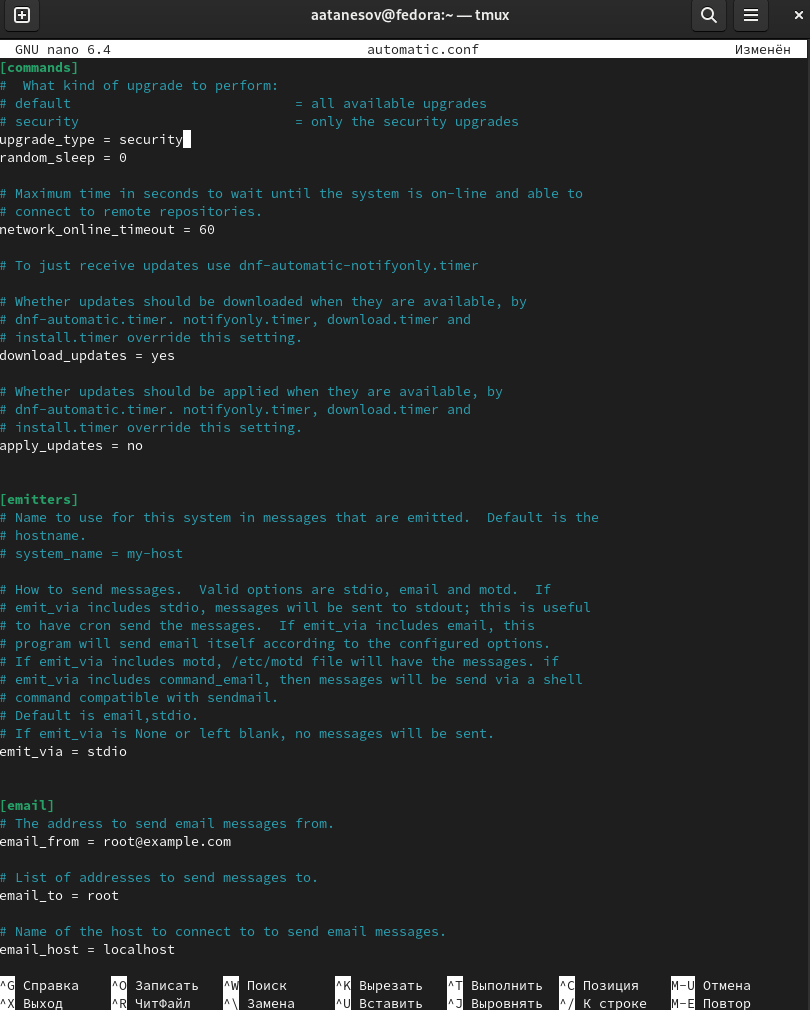 aatanesov@fedora:~ — tmux
GNU nano 6.4 automatic.conf Изменён
[commands]
#  What kind of upgrade to perform:
# default                            = all available upgrades
# security                           = only the security upgrades
upgrade_type = security
random_sleep = 0
# Maximum time in seconds to wait until the system is on-line and able to
# connect to remote repositories.
network_online_timeout = 60
# To just receive updates use dnf-automatic-notifyonly.timer
# Whether updates should be downloaded when they are available, by
# dnf-automatic.timer. notifyonly.timer, download.timer and
# install.timer override this setting.
download_updates = yes
# Whether updates should be applied when they are available, by
# dnf-automatic.timer. notifyonly.timer, download.timer and
# install.timer override this setting.
apply_updates = no
[emitters]
# Name to use for this system in messages that are emitted.  Default is the
# hostname.
# system_name = my-host
# How to send messages.  Valid options are stdio, email and motd.  If
# emit_via includes stdio, messages will be sent to stdout; this is useful
# to have cron send the messages.  If emit_via includes email, this
# program will send email itself according to the configured options.
# If emit_via includes motd, /etc/motd file will have the messages. if
# emit_via includes command_email, then messages will be send via a shell
# command compatible with sendmail.
# Default is email,stdio.
# If emit_via is None or left blank, no messages will be sent.
emit_via = stdio
[email]
# The address to send email messages from.
email_from = root@example.com
# List of addresses to send messages to.
email_to = root
# Name of the host to connect to to send email messages.
email_host = localhost
^G Справка ^O Записать ^W Поиск ^K Вырезать ^T Выполнить ^C Позиция M-U Отмена
^X Выход ^R ЧитФайл ^\ Замена ^U Вставить ^J Выровнять ^/ К строке M-E Повтор